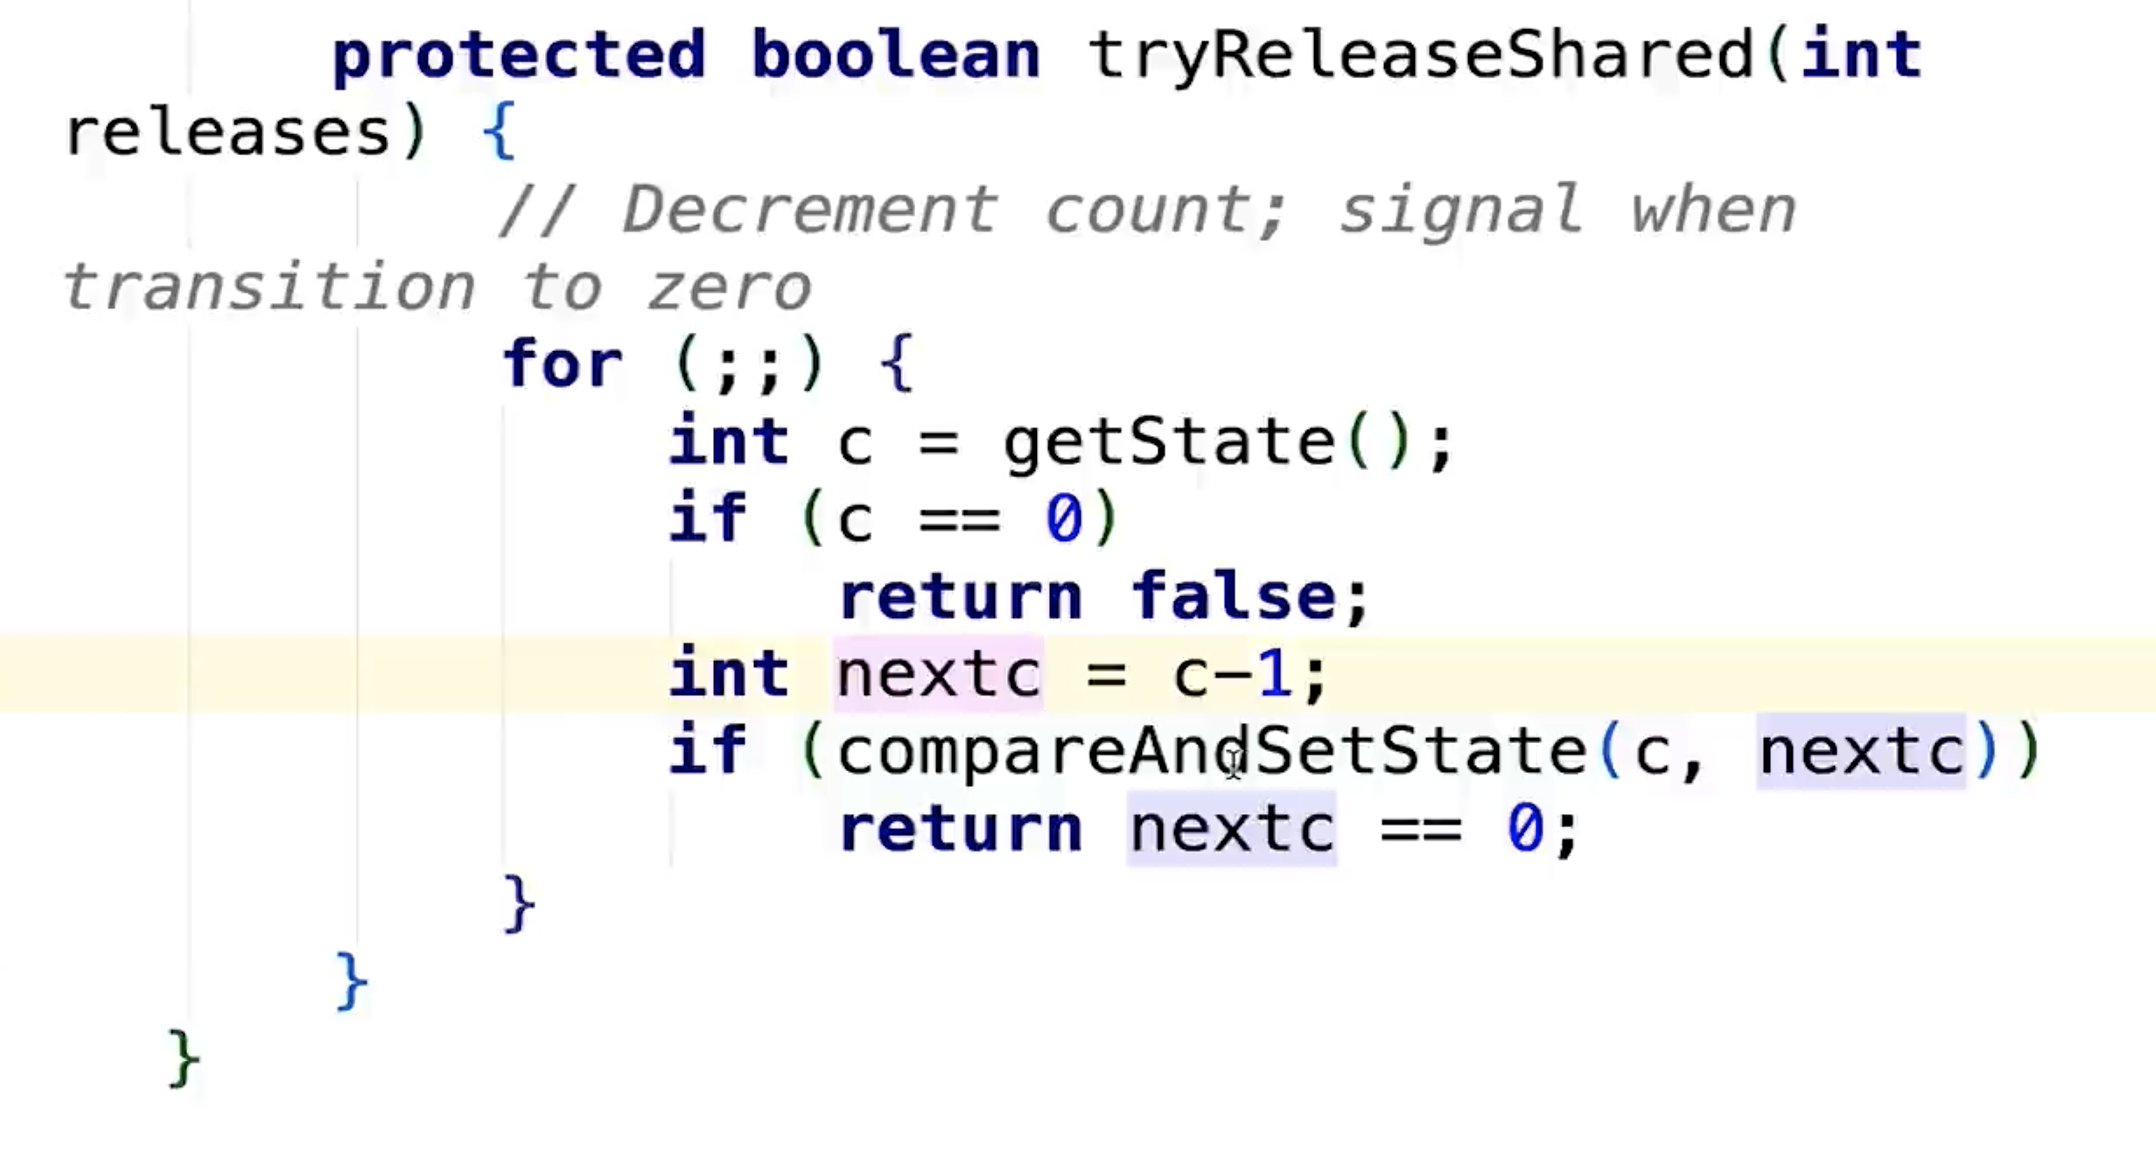 protected boolean tryReleaseShared(int
releases) {
// Decrement count; signal when
transition to zero
for (;;) {
int c = getState();
if (c == 0)
return false;
int nextc = c-1;
if (compareAndSetState(c, nextc))
return nextc == 0;
}
}
}